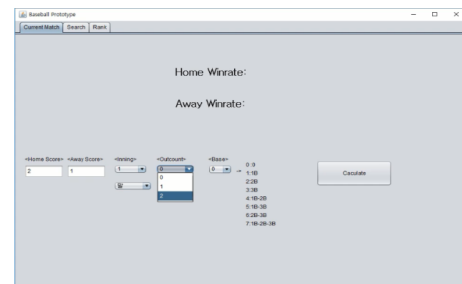 Baseball Prototype
Current Match Search Rank
Home Winrate:
Away Winrate:
<Home Score> <Away Score> <Inning> <Outcount> <Base>
2 1 1 0 0
0
1
2
0 :0
1:1B
2:2B
3:3B
4:1B-2B
5:1B-3B
6:2B-3B
7:1B-2B-3B
Caculate